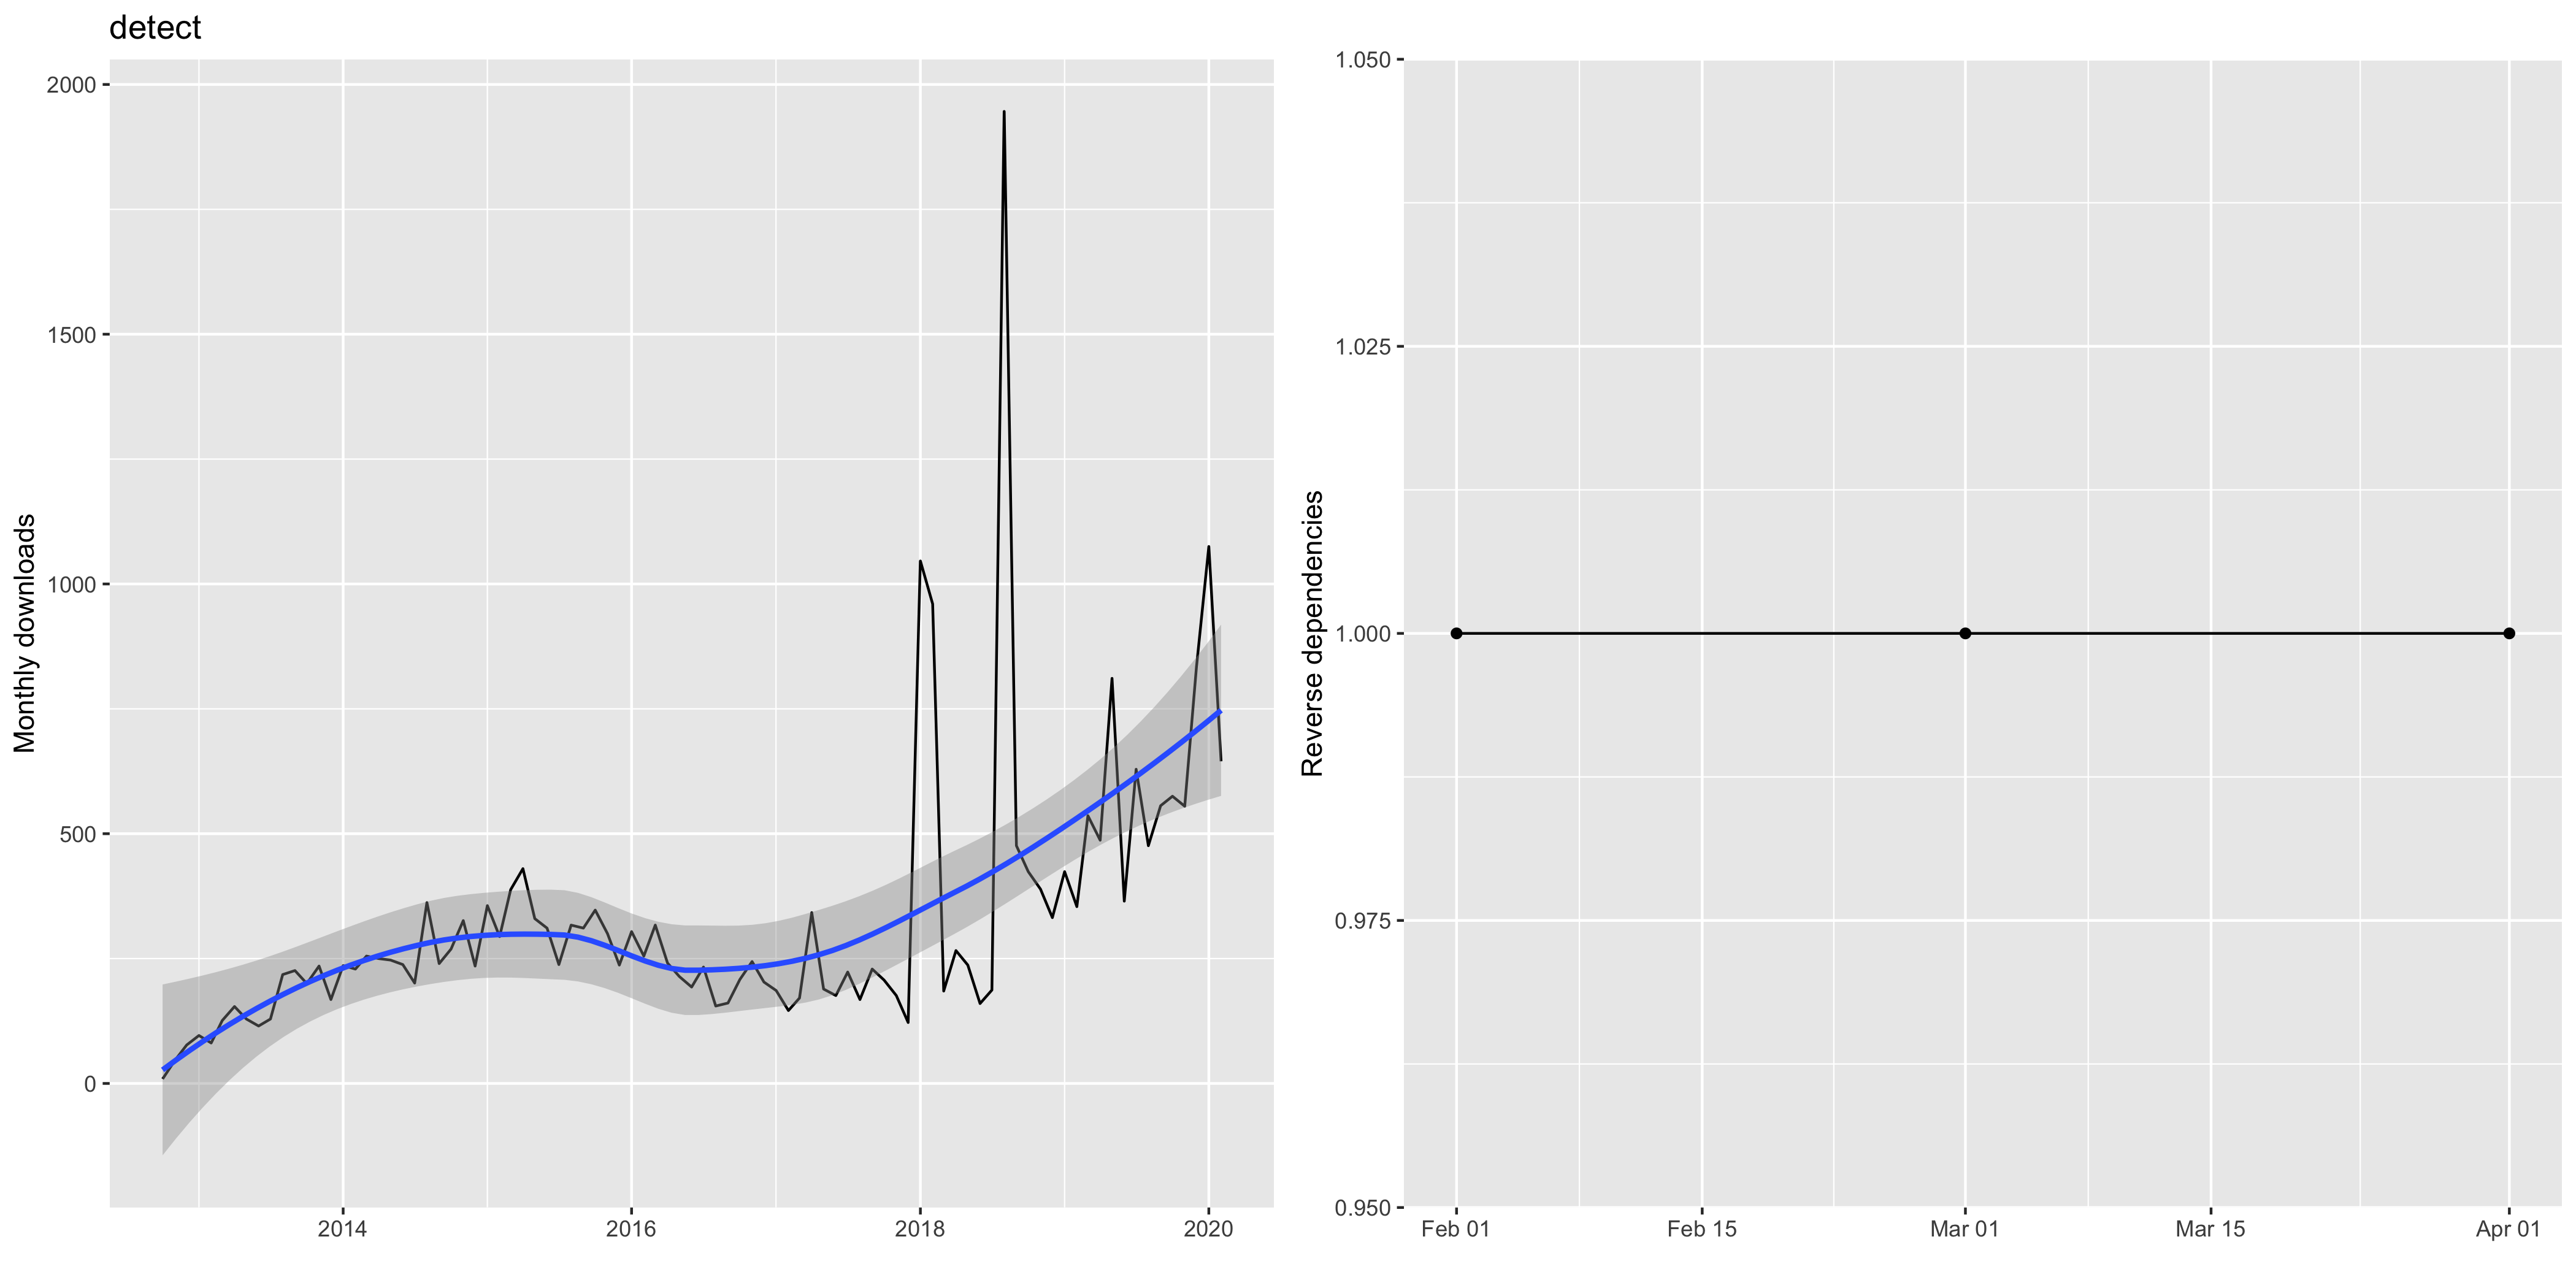 detect
Monthly downloads
2000
1500
1000
500
0
2014
2016
2018
2020
Reverse dependencies
1.050
1.025
1.000
0.975
0.950
Feb 01
Feb 15
Mar 01
Mar 15
Apr 01